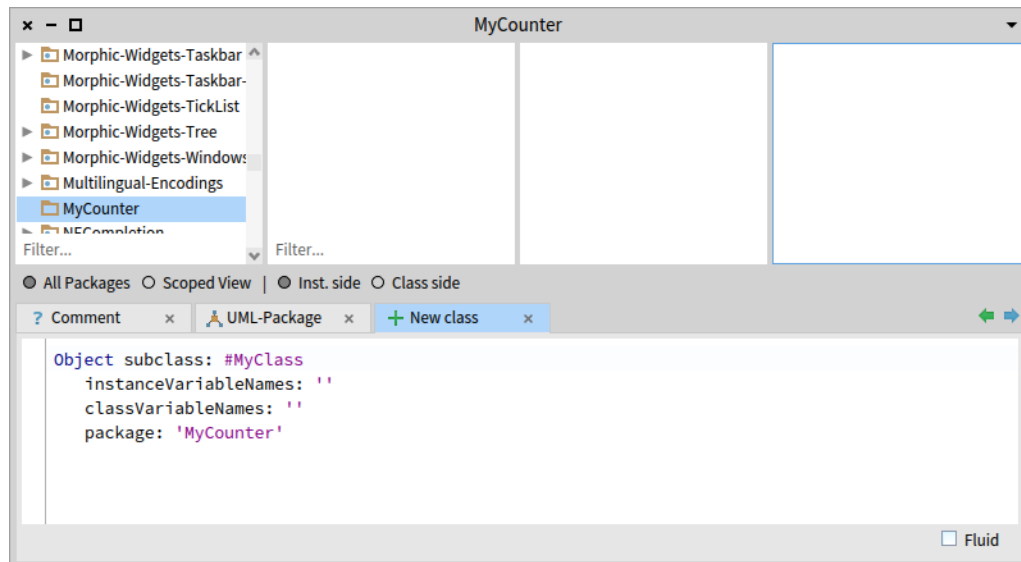 MyCounter
Morphic-Widgets-Taskbar
Morphic-Widgets-Taskbar-
Morphic-Widgets-TickList
Morphic-Widgets-Tree
Morphic-Widgets-Windows
Multilingual-Encodings
MyCounter
NECompletion
Filter...
Filter...
All Packages Scoped View | Inst. side Class side
? Comment × UML-Package × + New class ×
Object subclass: #MyClass
instanceVariableNames: ''
classVariableNames: ''
package: 'MyCounter'
Fluid